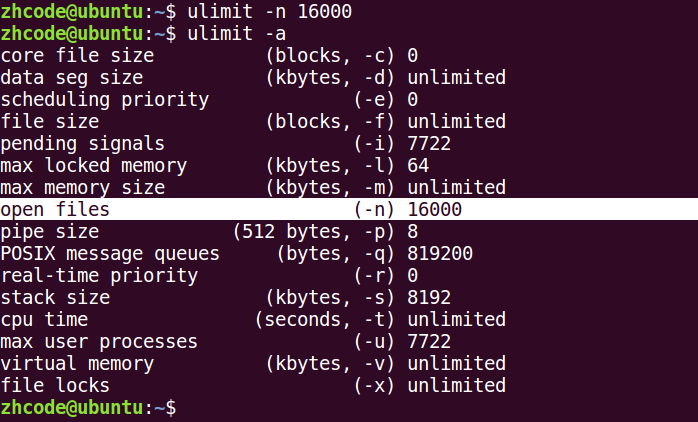 zhcode@ubuntu:~$ ulimit -n 16000
zhcode@ubuntu:~$ ulimit -a
core file size          (blocks, -c) 0
data seg size           (kbytes, -d) unlimited
scheduling priority             (-e) 0
file size               (blocks, -f) unlimited
pending signals                 (-i) 7722
max locked memory       (kbytes, -l) 64
max memory size         (kbytes, -m) unlimited
open files                      (-n) 16000
pipe size            (512 bytes, -p) 8
POSIX message queues     (bytes, -q) 819200
real-time priority              (-r) 0
stack size              (kbytes, -s) 8192
cpu time               (seconds, -t) unlimited
max user processes              (-u) 7722
virtual memory          (kbytes, -v) unlimited
file locks                      (-x) unlimited
zhcode@ubuntu:~$